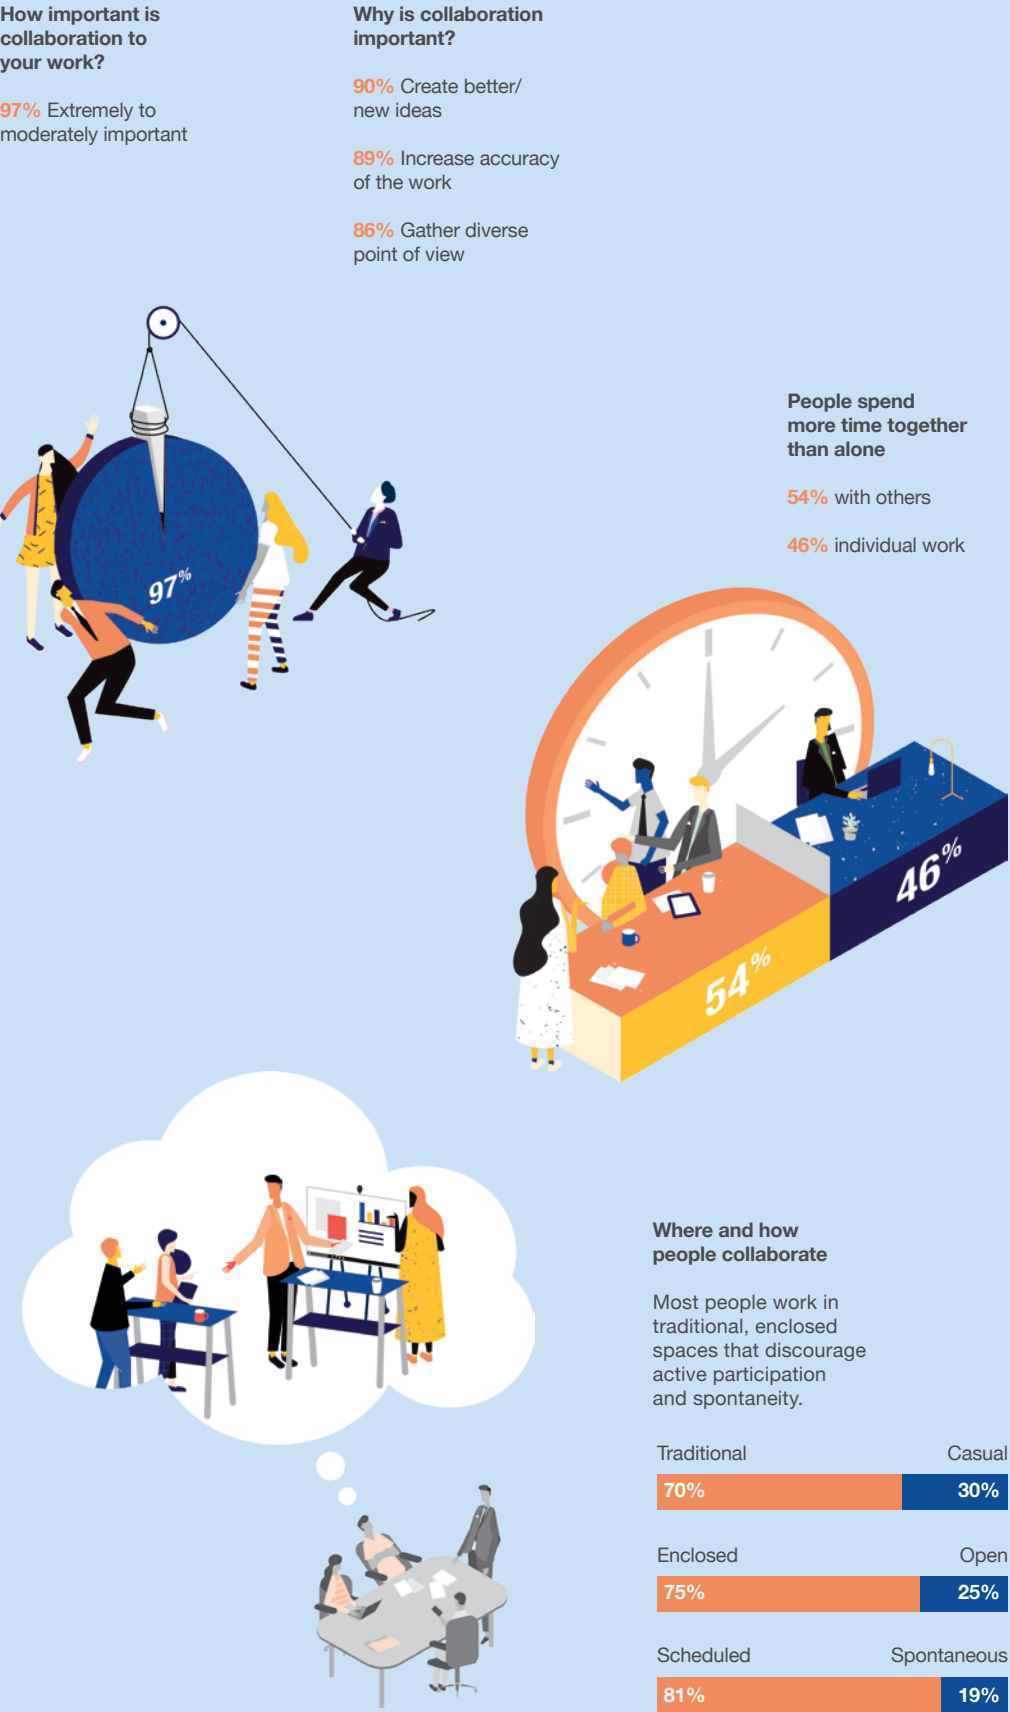 How important is
collaboration to
your work?
97% Extremely to
moderately important
Why is collaboration
important?
90% Create better/
new ideas
89% Increase accuracy
of the work
86% Gather diverse
point of view
97%
People spend
more time together
than alone
54% with others
46% individual work
46%
54%
Where and how
people collaborate
Most people work in
traditional, enclosed
spaces that discourage
active participation
and spontaneity.
Traditional Casual
70% 30%
Enclosed Open
75% 25%
Scheduled Spontaneous
81% 19%